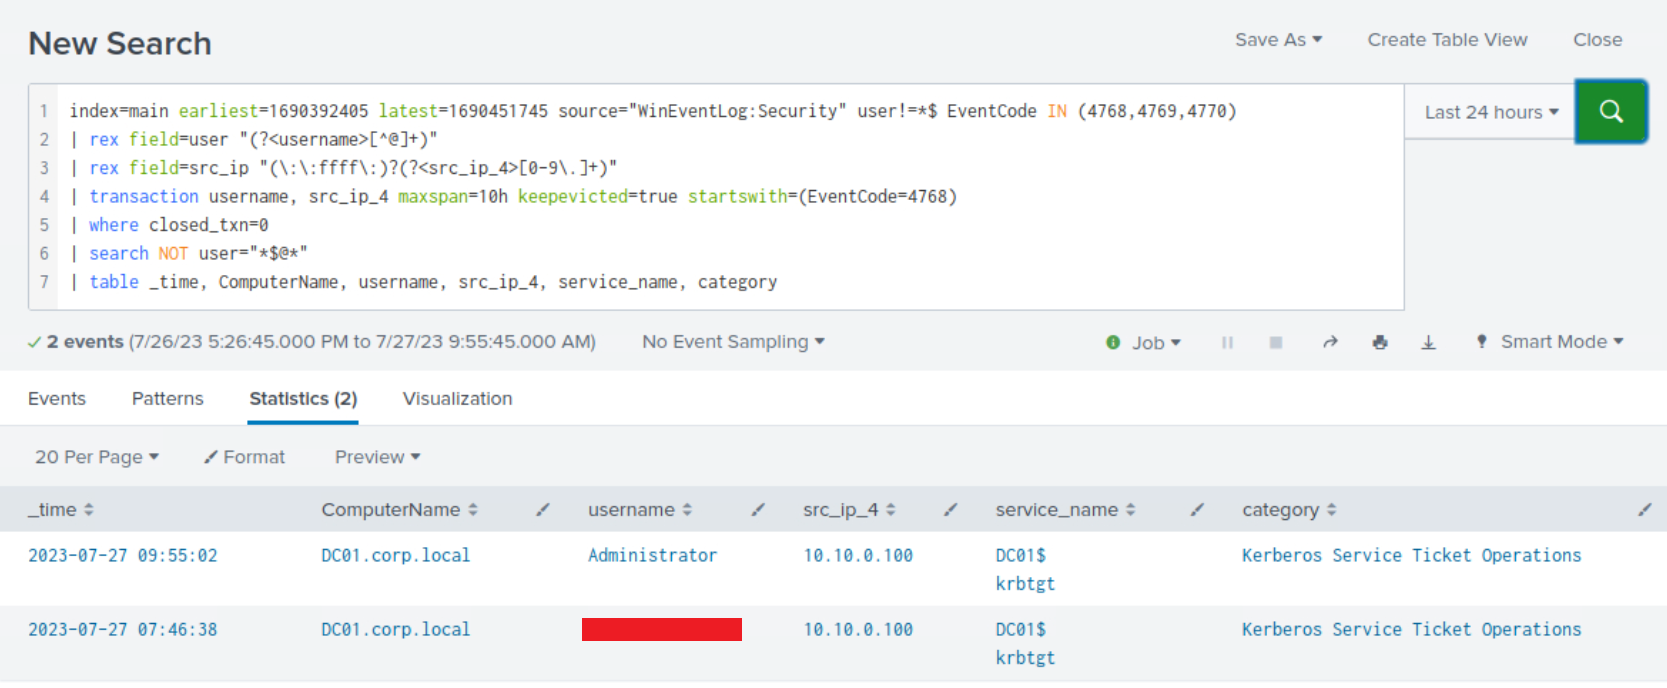 New Search
Save As Create Table View Close
1 index=main earliest=1690392405 latest=1690451745 source="WinEventLog:Security" user!=*$ EventCode IN (4768,4769,4770)
Last 24 hours
2 | rex field=user "(?<username>[^@]+)"
3 | rex field=src_ip "(\:\:ffff\:)?(?<src_ip_4>[0-9\.]+)"
4 | transaction username, src_ip_4 maxspan=10h keepevicted=true startswith=(EventCode=4768)
5 | where closed_txn=0
6 | search NOT user="*$@*"
7 | table _time, ComputerName, username, src_ip_4, service_name, category
2 events (7/26/23 5:26:45.000 PM to 7/27/23 9:55:45.000 AM) No Event Sampling Job Smart Mode
Events Patterns Statistics (2) Visualization
20 Per Page Format Preview
_time ComputerName username src_ip_4 service_name category
2023-07-27 09:55:02 DC01.corp.local Administrator 10.10.0.100 DC01$ Kerberos Service Ticket Operations
krbtgt
2023-07-27 07:46:38 DC01.corp.local 10.10.0.100 DC01$ Kerberos Service Ticket Operations
krbtgt